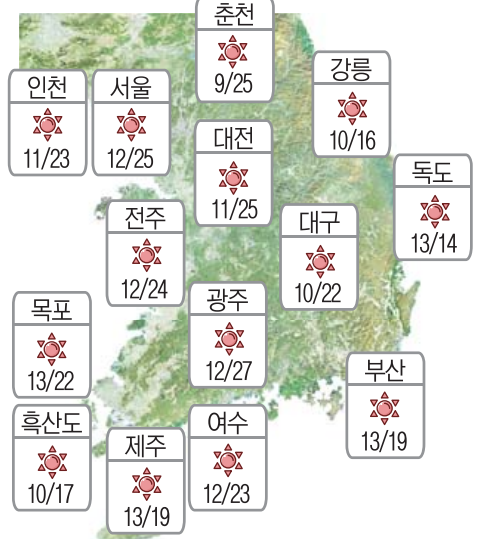 춘천
9/25
강릉
10/16
인천
11/23
서울
12/25
대전
11/25
독도
13/14
전주
12/24
대구
10/22
광주
12/27
목포
13/22
부산
13/19
흑산도
10/17
제주
13/19
여수
12/23